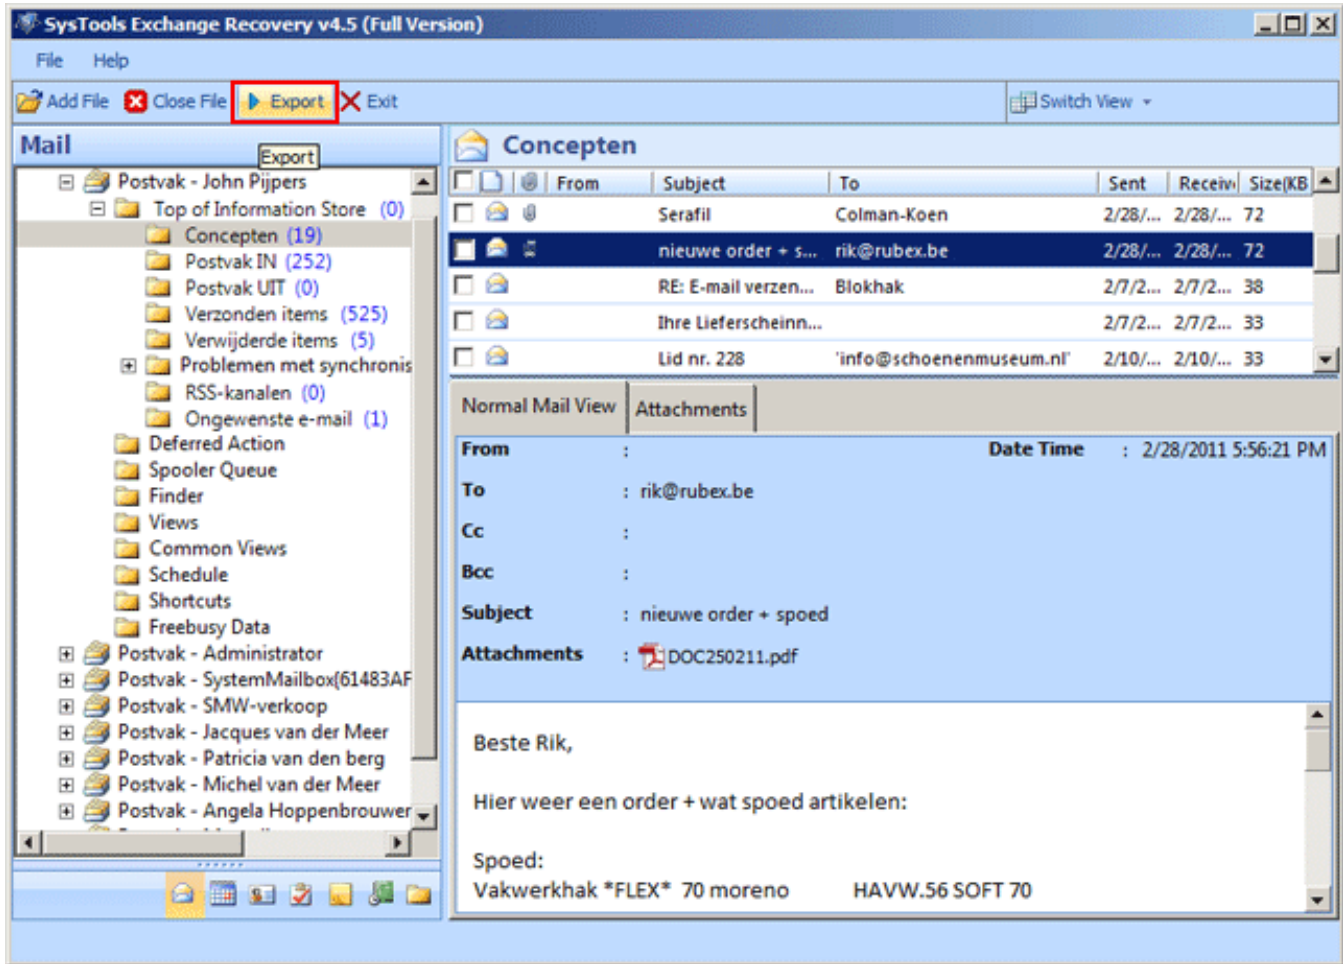 SysTools Exchange Recovery v4.5 (Full Version)
File Help
Add File Close File Export Exit Switch View
Mail
Export
Postvak - John Pijpers
Top of Information Store (0)
Concepten (19)
Postvak IN (252)
Postvak UIT (0)
Verzonden items (525)
Verwijderde items (5)
Problemen met synchronis
RSS-kanalen (0)
Ongewenste e-mail (1)
Deferred Action
Spooler Queue
Finder
Views
Common Views
Schedule
Shortcuts
Freebusy Data
Postvak - Administrator
Postvak - SystemMailbox{61483AF
Postvak - SMW-verkoop
Postvak - Jacques van der Meer
Postvak - Patricia van den berg
Postvak - Michel van der Meer
Postvak - Angela Hoppenbrouwer
Concepten
From Subject To Sent Receiv Size(KB
Serafil Colman-Koen 2/28/... 2/28/... 72
nieuwe order + s... rik@rubex.be 2/28/... 2/28/... 72
RE: E-mail verzen... Blokhak 2/7/2... 2/7/2... 38
Ihre Lieferscheinn... 2/7/2... 2/7/2... 33
Lid nr. 228 'info@schoenenmuseum.nl' 2/10/... 2/10/... 33
Normal Mail View Attachments
From : Date Time : 2/28/2011 5:56:21 PM
To : rik@rubex.be
Cc :
Bcc :
Subject : nieuwe order + spoed
Attachments : DOC250211.pdf
Beste Rik,
Hier weer een order + wat spoed artikelen:
Spoed:
Vakwerkhak *FLEX* 70 moreno HAVW.56 SOFT 70